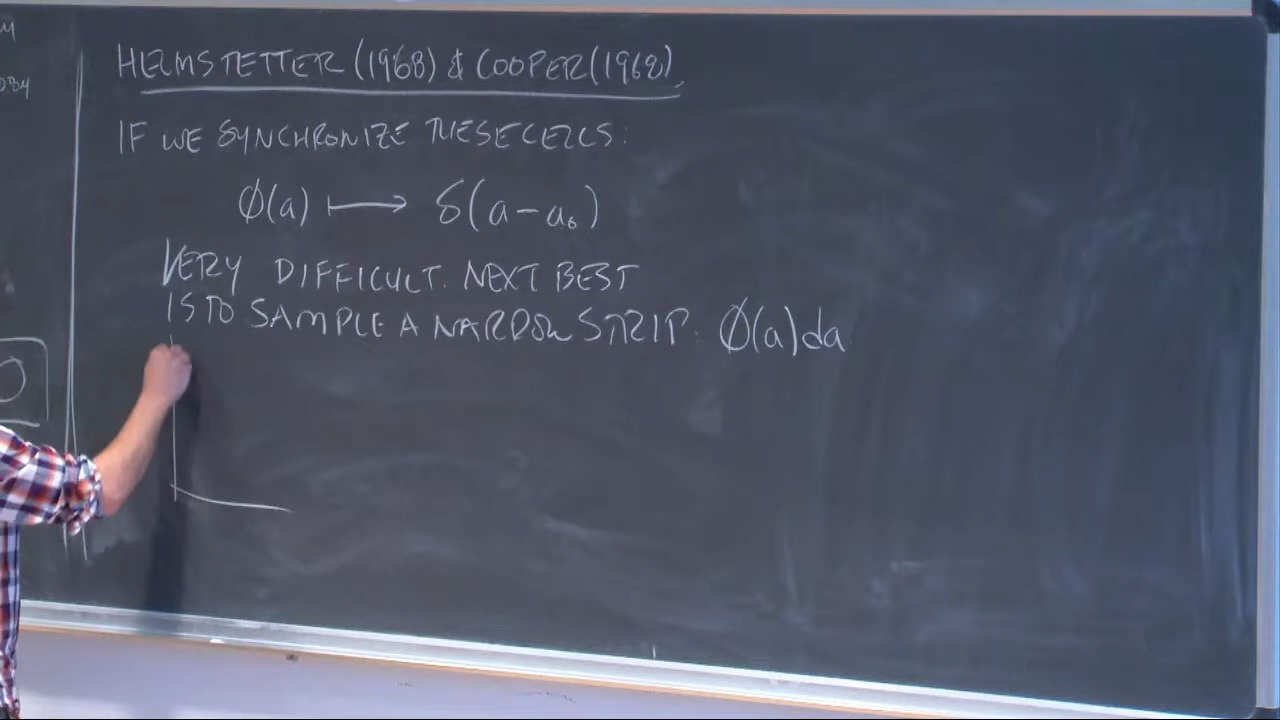 HELMSTETTER (1968) & COOPER (1968)
IF WE SYNCHRONIZE THESE CELLS:
Ø(a) ↦ δ(a-a₀)
VERY DIFFICULT. NEXT BEST
IS TO SAMPLE A NARROW STRIP: Ø(a)da